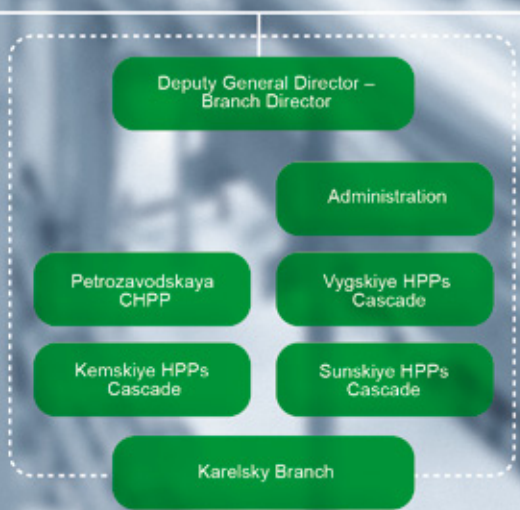 Deputy General Director –
Branch Director
Administration
Petrozavodskaya
CHPP
Vygskiye HPPs
Cascade
Kemskiye HPPs
Cascade
Sunskiye HPPs
Cascade
Karelsky Branch